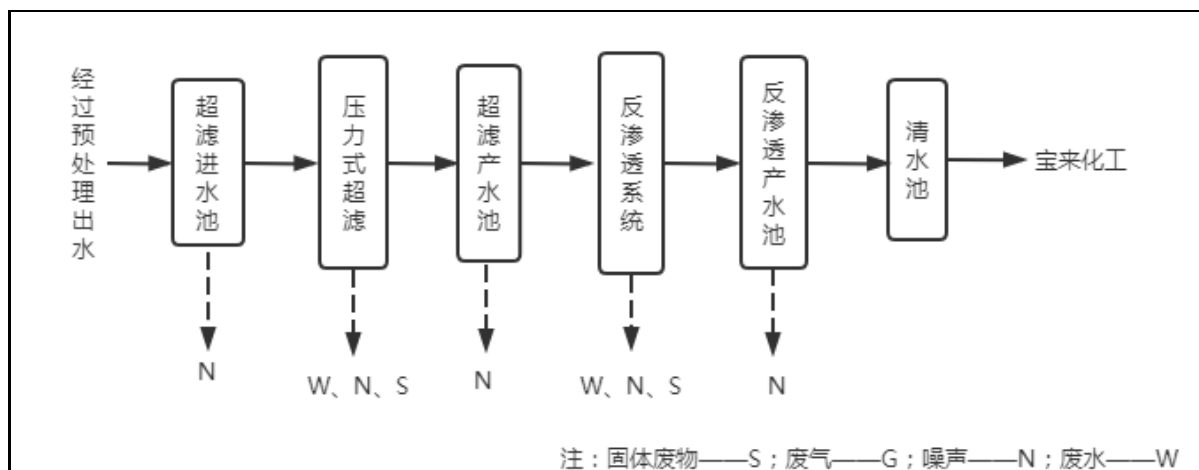 经过预处理出水
超滤进水池
压力式超滤
超滤产水池
反渗透系统
反渗透产水池
清水池
宝来化工
N
W、N、S
N
W、N、S
N
注：固体废物——S；废气——G；噪声——N；废水——W